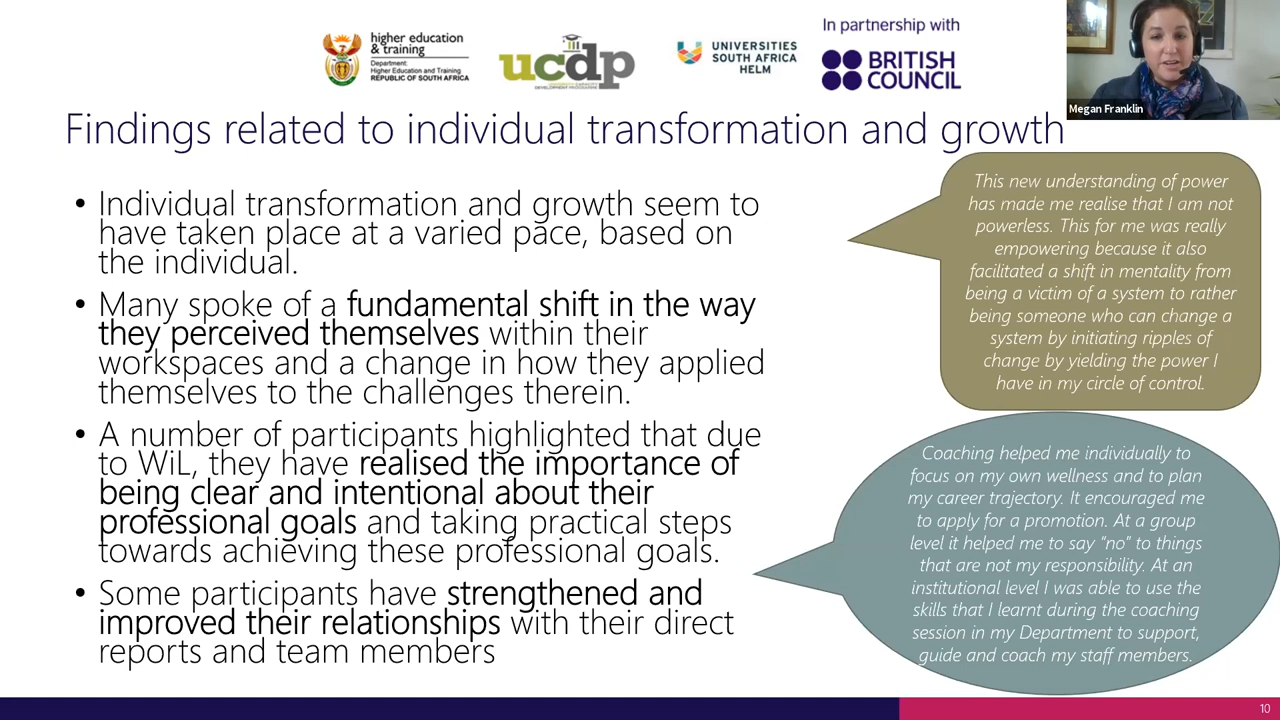 higher education
& training
Department:
Higher Education and Training
REPUBLIC OF SOUTH AFRICA
ucdp
UNIVERSITY CAPACITY
DEVELOPMENT PROGRAMME
UNIVERSITIES
SOUTH AFRICA
HELM
In partnership with
BRITISH
COUNCIL
Megan Franklin
Findings related to individual transformation and growth
• Individual transformation and growth seem to
have taken place at a varied pace, based on
the individual.
• Many spoke of a fundamental shift in the way
they perceived themselves within their
workspaces and a change in how they applied
themselves to the challenges therein.
• A number of participants highlighted that due
to WiL, they have realised the importance of
being clear and intentional about their
professional goals and taking practical steps
towards achieving these professional goals.
• Some participants have strengthened and
improved their relationships with their direct
reports and team members
This new understanding of power
has made me realise that I am not
powerless. This for me was really
empowering because it also
facilitated a shift in mentality from
being a victim of a system to rather
being someone who can change a
system by initiating ripples of
change by yielding the power I
have in my circle of control.
Coaching helped me individually to
focus on my own wellness and to plan
my career trajectory. It encouraged me
to apply for a promotion. At a group
level it helped me to say “no” to things
that are not my responsibility. At an
institutional level I was able to use the
skills that I learnt during the coaching
session in my Department to support,
guide and coach my staff members.
10